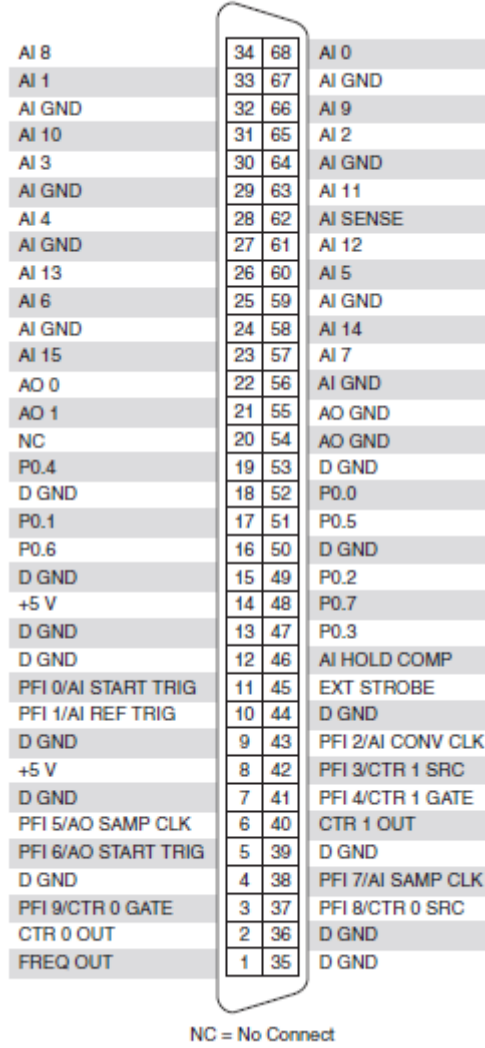 AI 8 34 68 AI 0
AI 1 33 67 AI GND
AI GND 32 66 AI 9
AI 10 31 65 AI 2
AI 3 30 64 AI GND
AI GND 29 63 AI 11
AI 4 28 62 AI SENSE
AI GND 27 61 AI 12
AI 13 26 60 AI 5
AI 6 25 59 AI GND
AI GND 24 58 AI 14
AI 15 23 57 AI 7
AO 0 22 56 AI GND
AO 1 21 55 AO GND
NC 20 54 AO GND
P0.4 19 53 D GND
D GND 18 52 P0.0
P0.1 17 51 P0.5
P0.6 16 50 D GND
D GND 15 49 P0.2
+5 V 14 48 P0.7
D GND 13 47 P0.3
D GND 12 46 AI HOLD COMP
PFI 0/AI START TRIG 11 45 EXT STROBE
PFI 1/AI REF TRIG 10 44 D GND
D GND 9 43 PFI 2/AI CONV CLK
+5 V 8 42 PFI 3/CTR 1 SRC
D GND 7 41 PFI 4/CTR 1 GATE
PFI 5/AO SAMP CLK 6 40 CTR 1 OUT
PFI 6/AO START TRIG 5 39 D GND
D GND 4 38 PFI 7/AI SAMP CLK
PFI 9/CTR 0 GATE 3 37 PFI 8/CTR 0 SRC
CTR 0 OUT 2 36 D GND
FREQ OUT 1 35 D GND
NC = No Connect